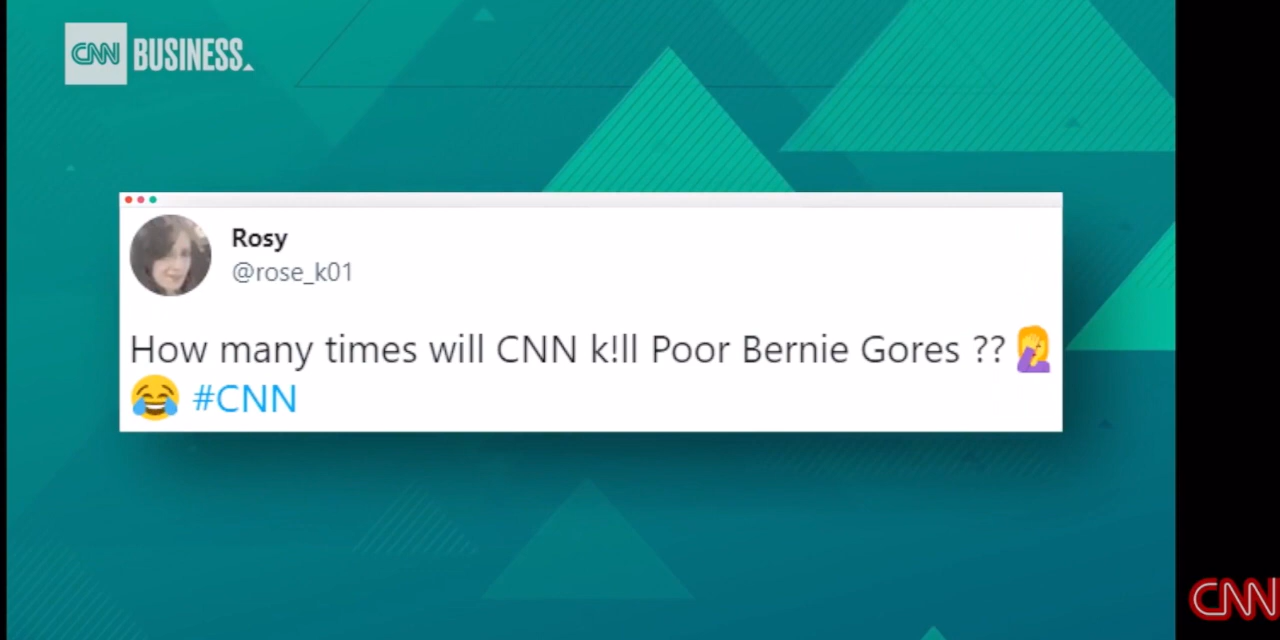 CNN BUSINESS
Rosy
@rose_k01
How many times will CNN k!ll Poor Bernie Gores ??🤦‍♀️
😂 #CNN
CNN